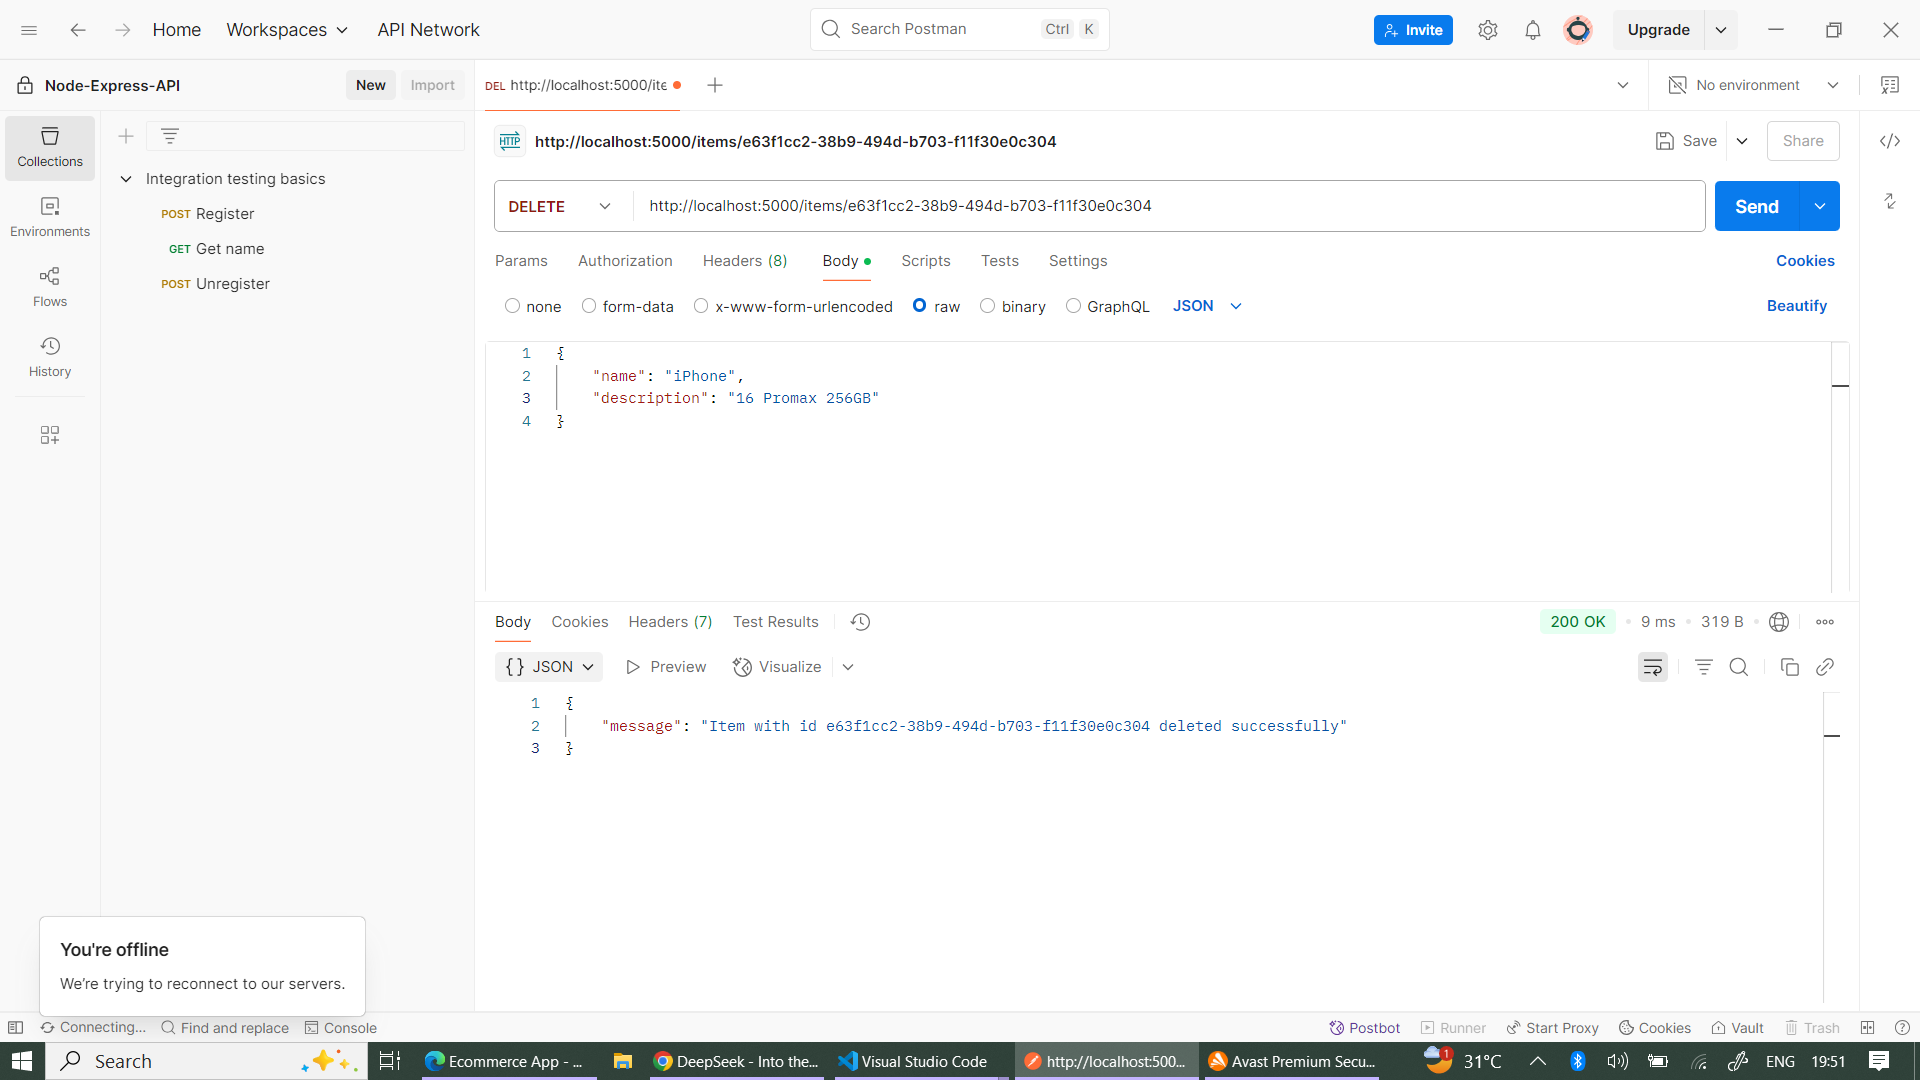 Home
Workspaces
API Network
Search Postman
Ctrl
K
Invite
Upgrade
Node-Express-API
New
Import
DEL http://localhost:5000/ite
No environment
Collections
Environments
Flows
History
Integration testing basics
POST Register
GET Get name
POST Unregister
HTTP
http://localhost:5000/items/e63f1cc2-38b9-494d-b703-f11f30e0c304
Save
Share
DELETE
http://localhost:5000/items/e63f1cc2-38b9-494d-b703-f11f30e0c304
Send
Params
Authorization
Headers (8)
Body
Scripts
Tests
Settings
Cookies
none
form-data
x-www-form-urlencoded
raw
binary
GraphQL
JSON
Beautify
1 {
2 "name": "iPhone",
3 "description": "16 Promax 256GB"
4 }
Body
Cookies
Headers (7)
Test Results
200 OK
9 ms
319 B
{} JSON
Preview
Visualize
1 {
2 "message": "Item with id e63f1cc2-38b9-494d-b703-f11f30e0c304 deleted successfully"
3 }
You're offline
We're trying to reconnect to our servers.
Connecting...
Find and replace
Console
Postbot
Runner
Start Proxy
Cookies
Vault
Trash
Search
Ecommerce App - ...
DeepSeek - Into the...
Visual Studio Code
http://localhost:500...
Avast Premium Secu...
1
31°C
ENG
19:51